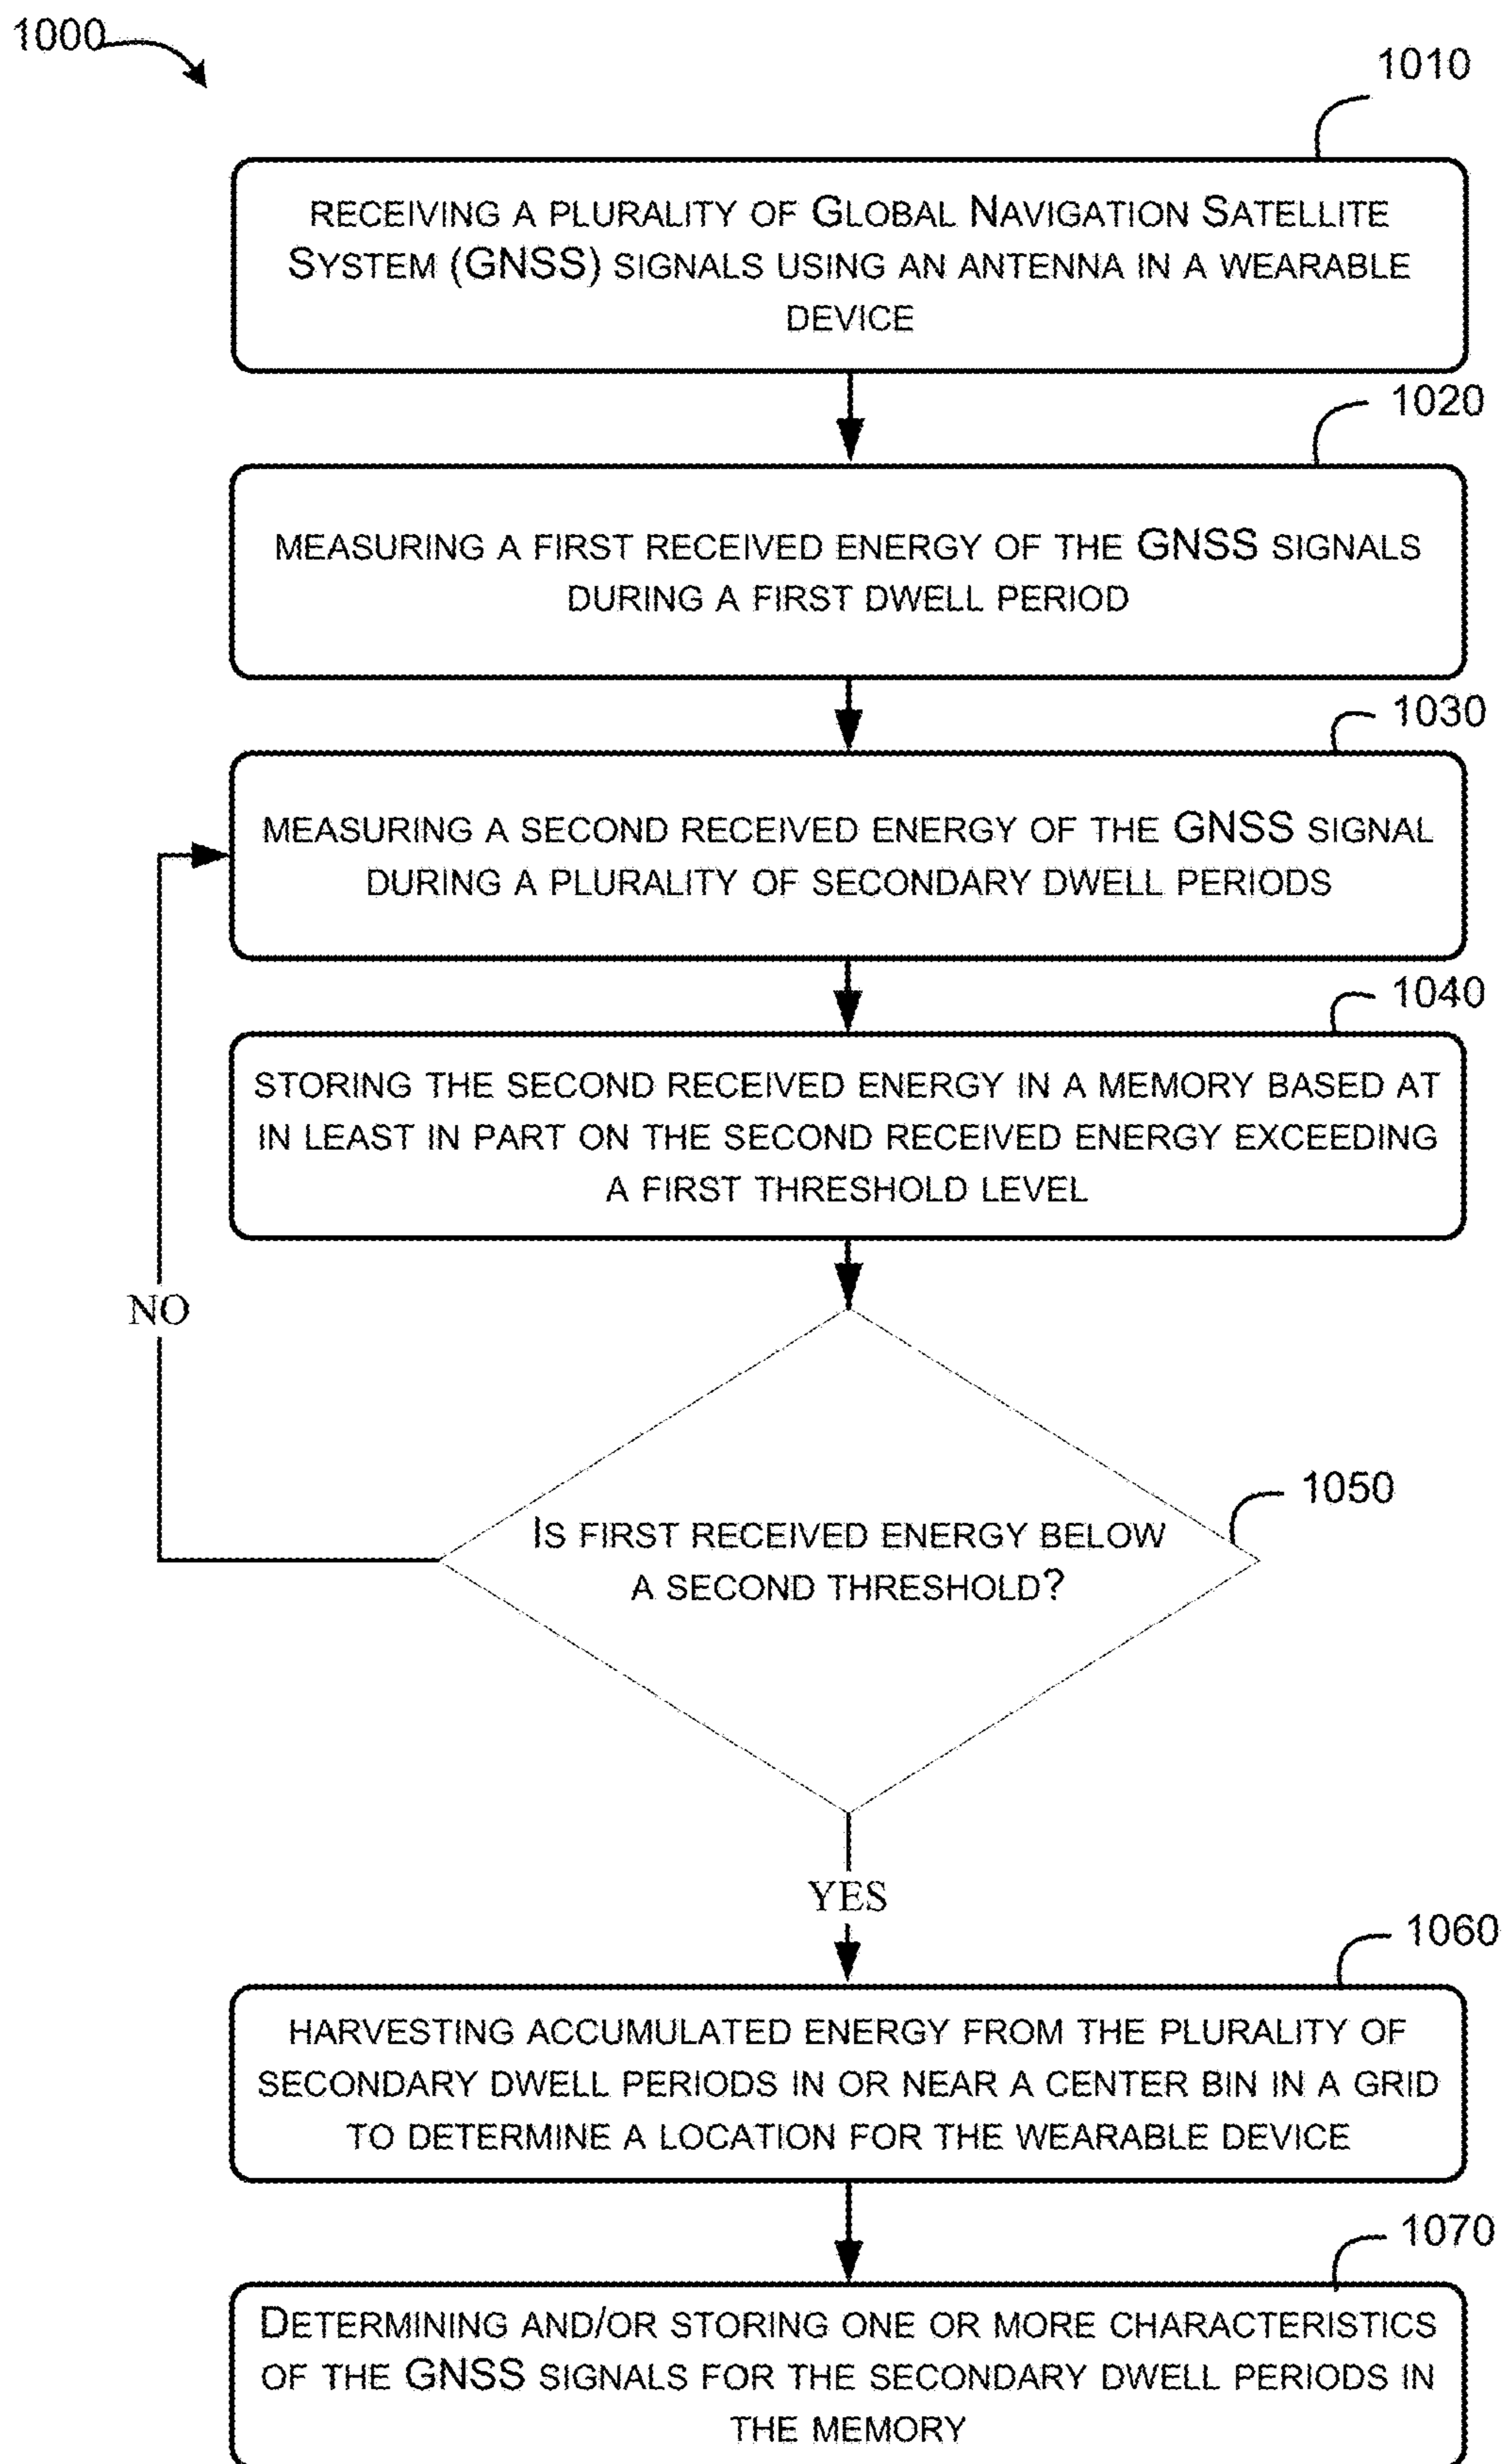 1000
1010
RECEIVING A PLURALITY OF GLOBAL NAVIGATION SATELLITE
SYSTEM (GNSS) SIGNALS USING AN ANTENNA IN A WEARABLE
DEVICE
1020
MEASURING A FIRST RECEIVED ENERGY OF THE GNSS SIGNALS
DURING A FIRST DWELL PERIOD
1030
MEASURING A SECOND RECEIVED ENERGY OF THE GNSS SIGNAL
DURING A PLURALITY OF SECONDARY DWELL PERIODS
1040
STORING THE SECOND RECEIVED ENERGY IN A MEMORY BASED AT
IN LEAST IN PART ON THE SECOND RECEIVED ENERGY EXCEEDING
A FIRST THRESHOLD LEVEL
NO
1050
IS FIRST RECEIVED ENERGY BELOW
A SECOND THRESHOLD?
YES
1060
HARVESTING ACCUMULATED ENERGY FROM THE PLURALITY OF
SECONDARY DWELL PERIODS IN OR NEAR A CENTER BIN IN A GRID
TO DETERMINE A LOCATION FOR THE WEARABLE DEVICE
1070
DETERMINING AND/OR STORING ONE OR MORE CHARACTERISTICS
OF THE GNSS SIGNALS FOR THE SECONDARY DWELL PERIODS IN
THE MEMORY